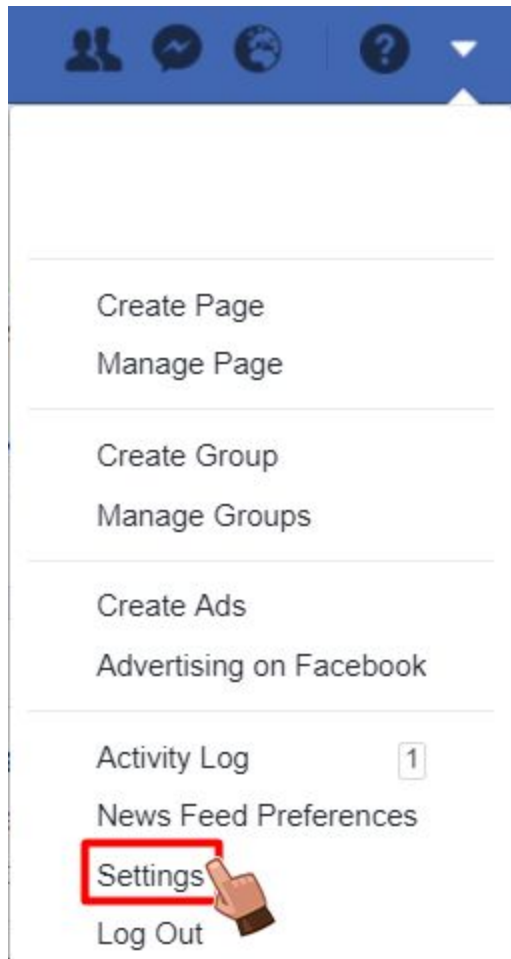 Create Page
Manage Page
Create Group
Manage Groups
Create Ads
Advertising on Facebook
Activity Log 1
News Feed Preferences
Settings
Log Out